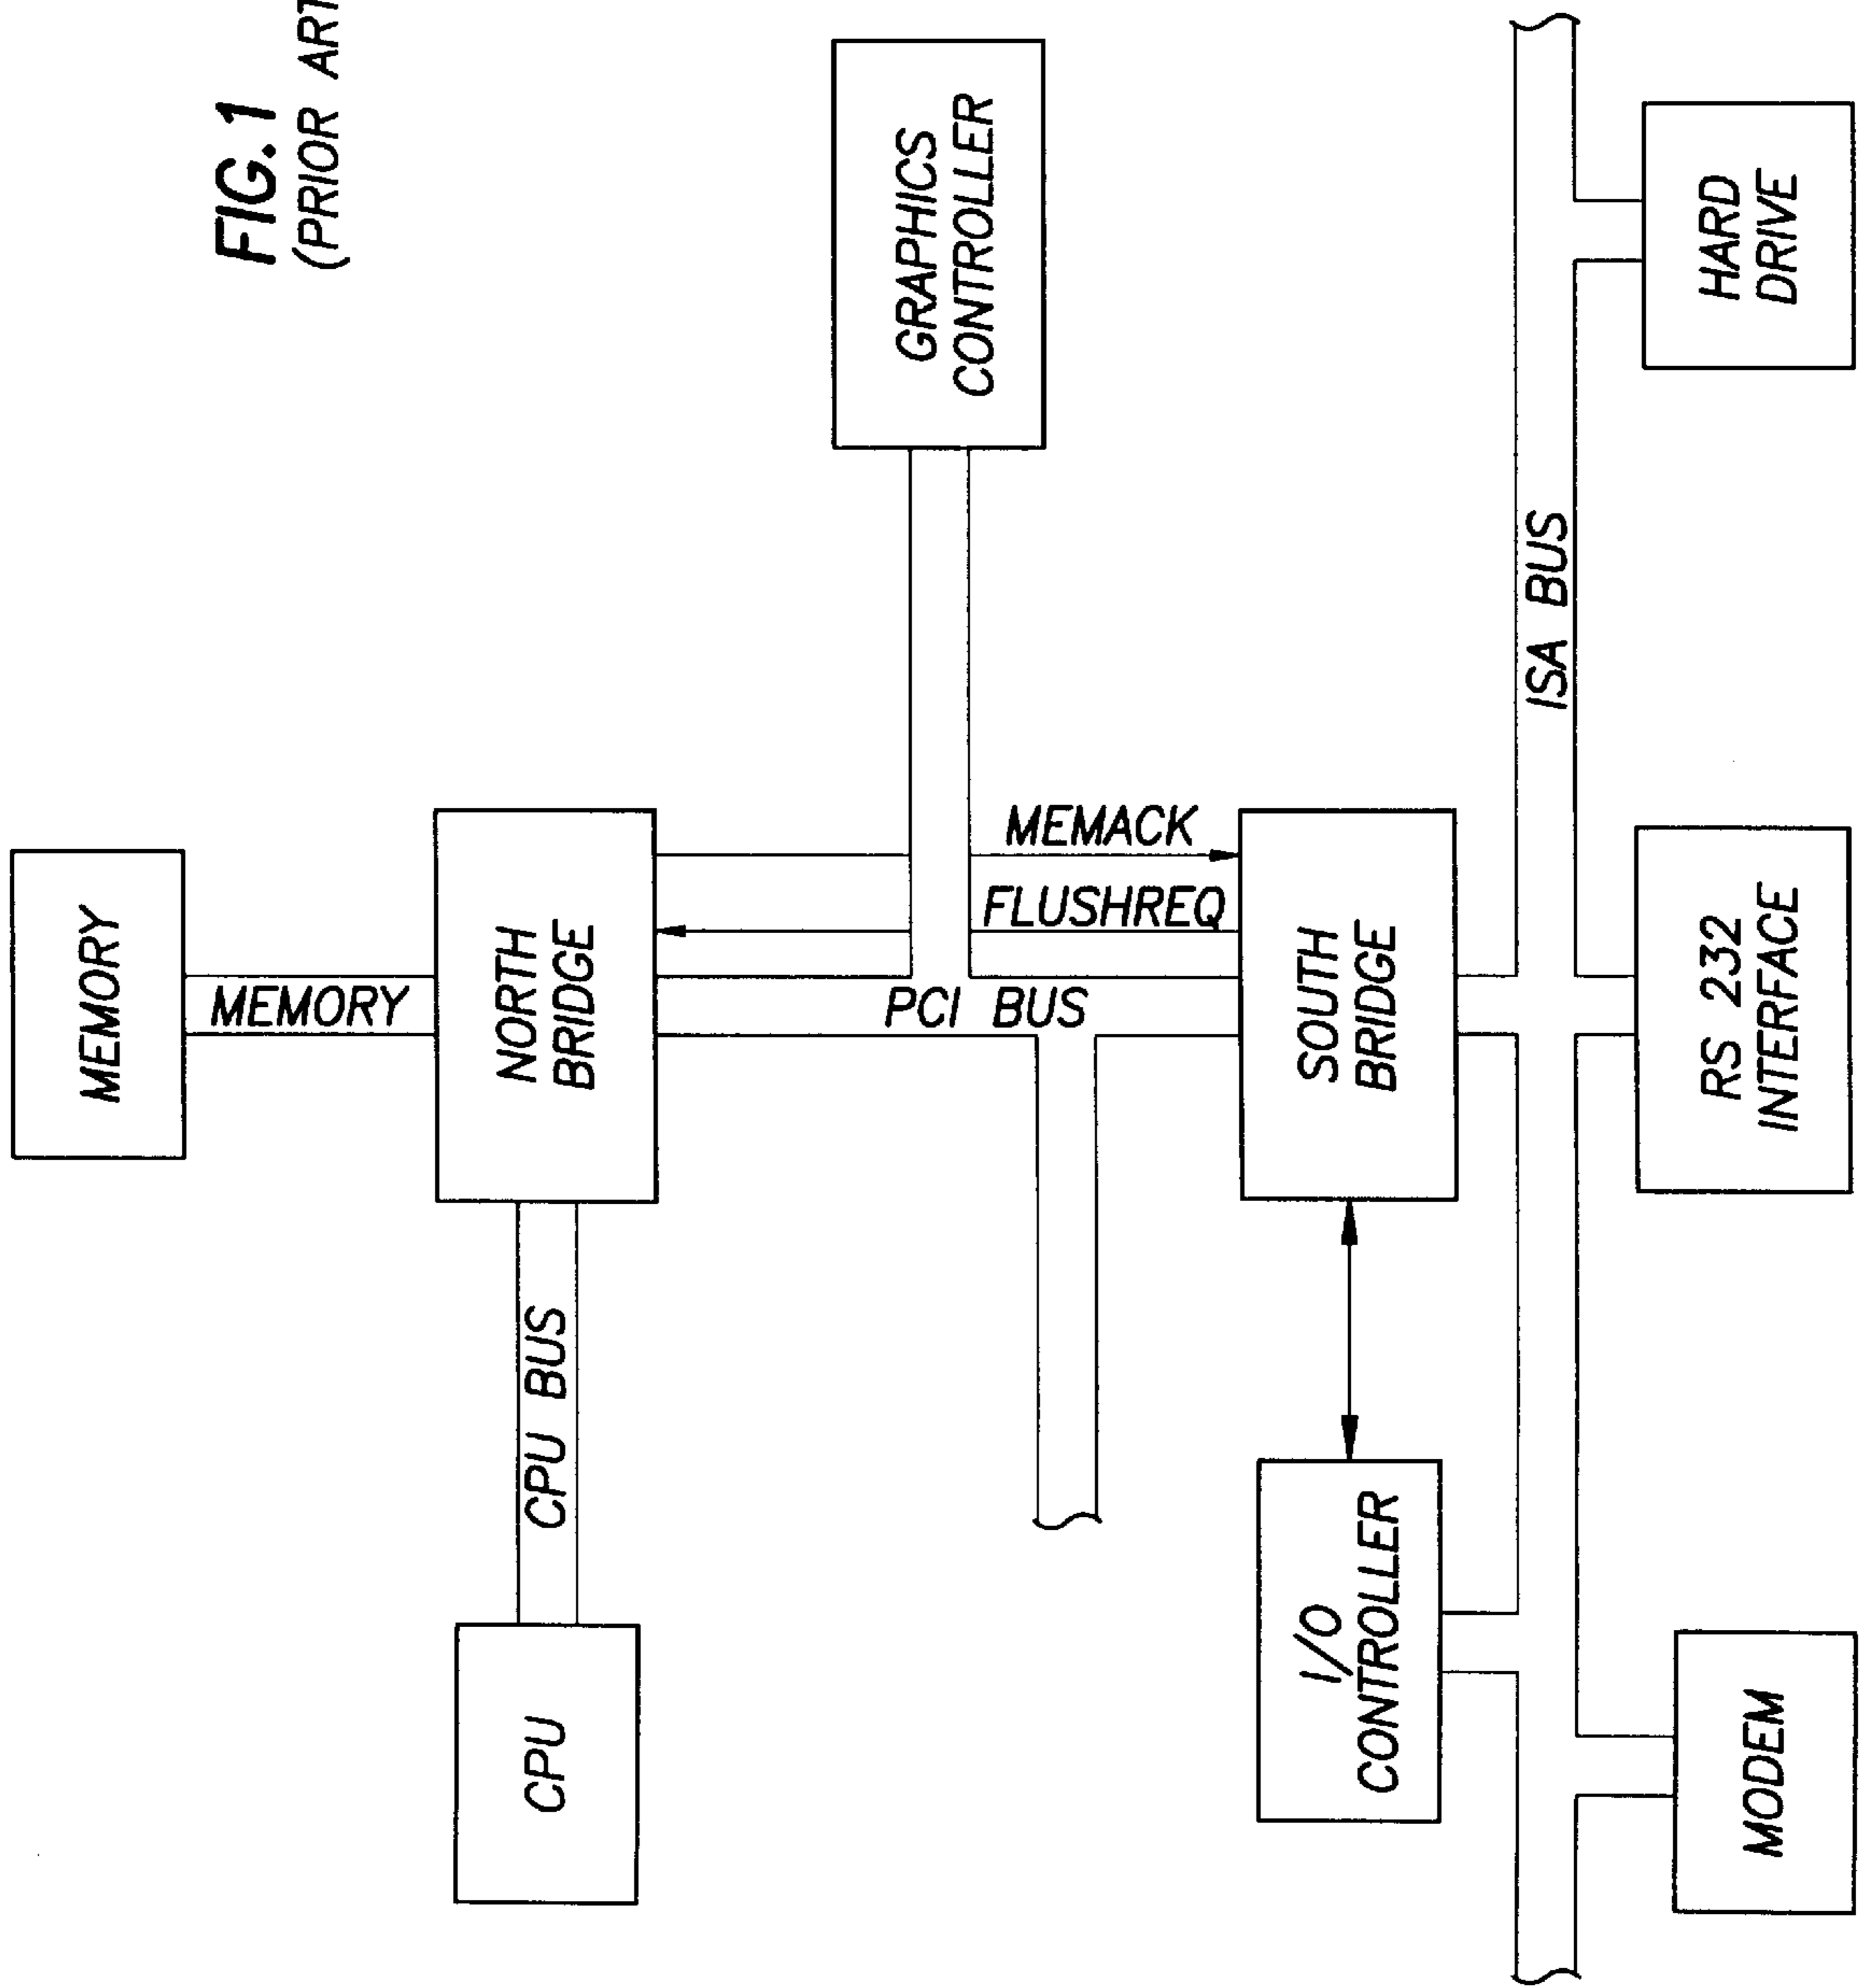 FIG. 1
(PRIOR ART
MEMORY
MEMORY
CPU
CPU BUS
NORTH
BRIDGE
GRAPHICS
CONTROLLER
PCI BUS
FLUSHREQ
MEMACK
I/O
CONTROLLER
SOUTH
BRIDGE
ISA BUS
MODEM
RS 232
INTERFACE
HARD
DRIVE